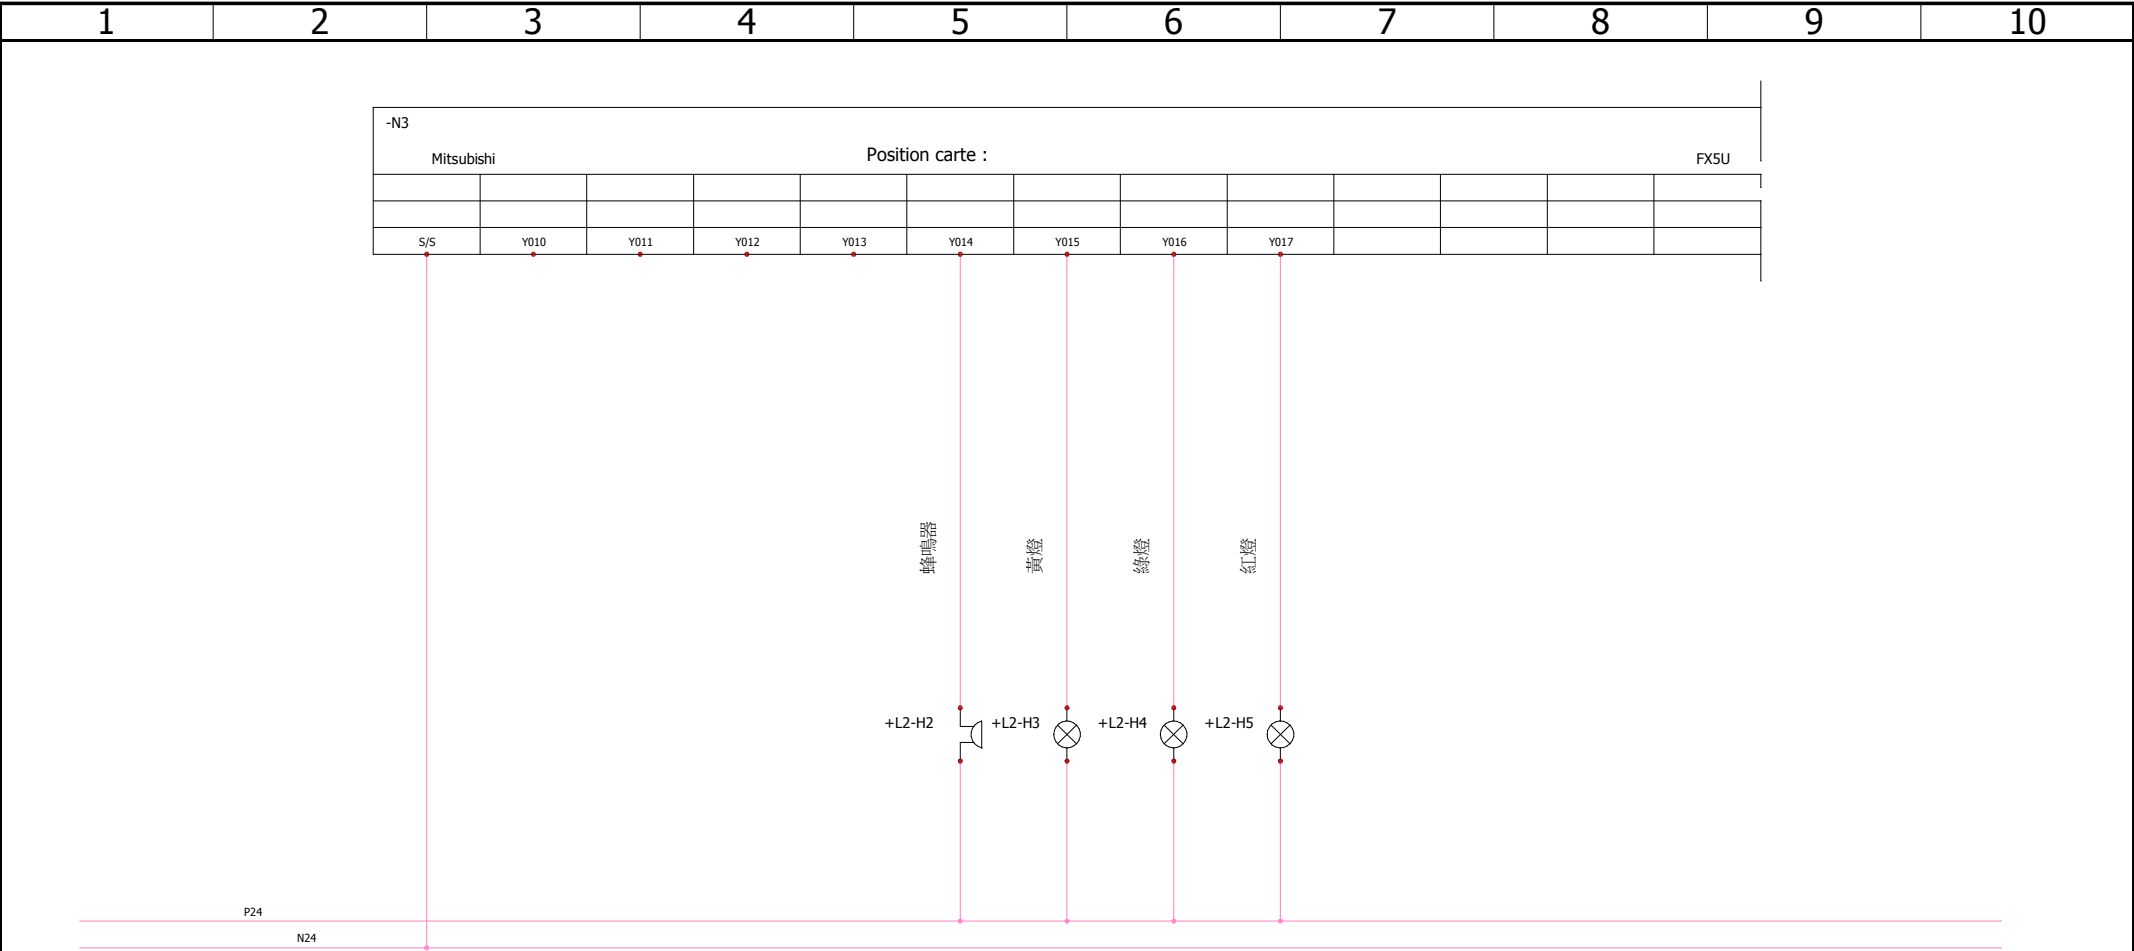 1 2 3 4 5 6 7 8 9 10
-N3
Mitsubishi Position carte : FX5U
S/S Y010 Y011 Y012 Y013 Y014 Y015 Y016 Y017
蜂鳴器 黃燈 綠燈 紅燈
+L2-H2 +L2-H3 +L2-H4 +L2-H5
P24
N24